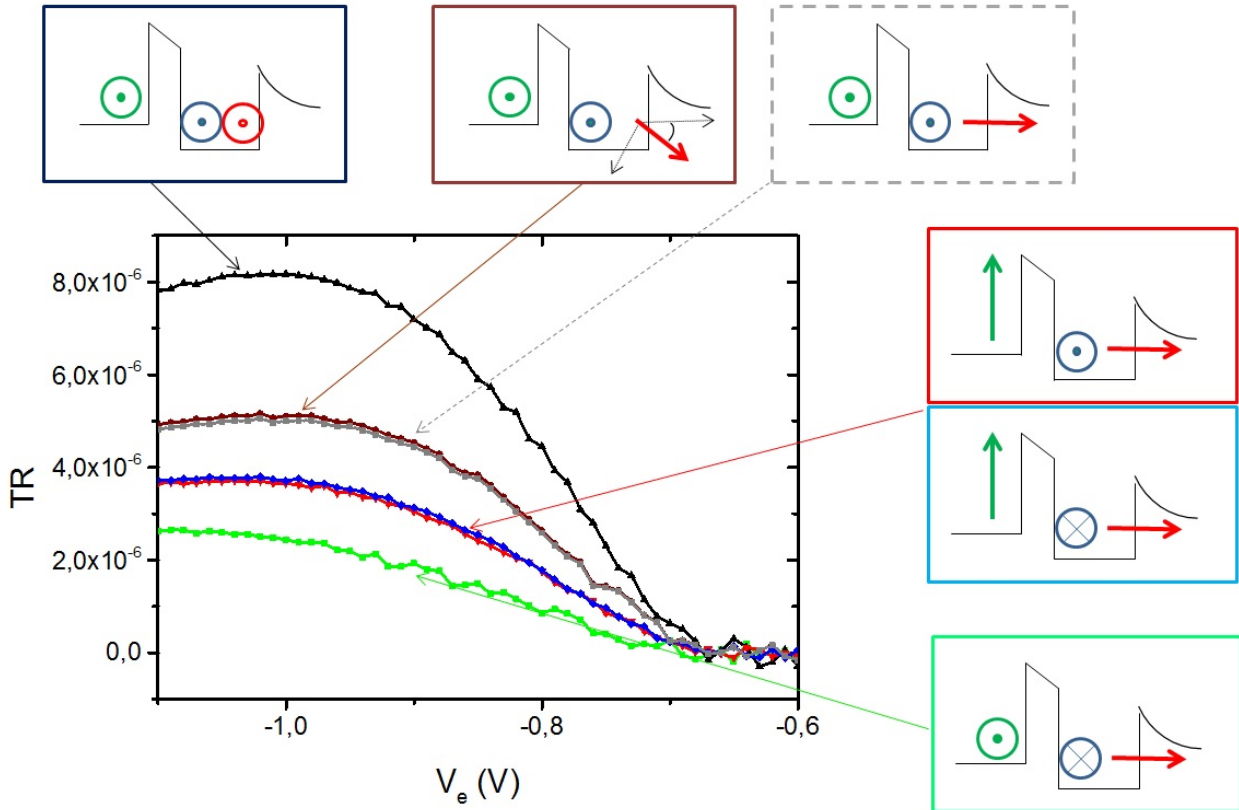 8,0x10⁻⁶
6,0x10⁻⁶
4,0x10⁻⁶
2,0x10⁻⁶
0,0
TR
-1,0
-0,8
-0,6
Vₑ (V)